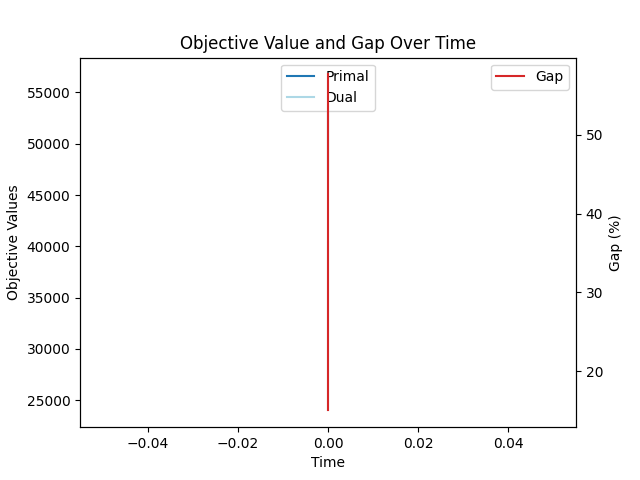 Objective Value and Gap Over Time
Primal
Dual
Gap
55000
50000
45000
40000
35000
30000
25000
Objective Values
50
40
30
20
Gap (%)
−0.04
−0.02
0.00
0.02
0.04
Time